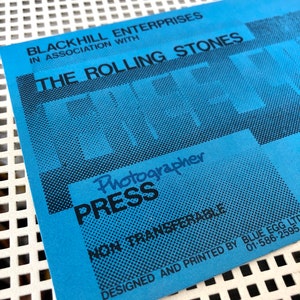 BLACKHILL ENTERPRISES
IN ASSOCIATION WITH
THE ROLLING STONES
FREE
Photographer
PRESS
NON TRANSFERABLE
DESIGNED AND PRINTED BY BLUE EGG
01-586-2595